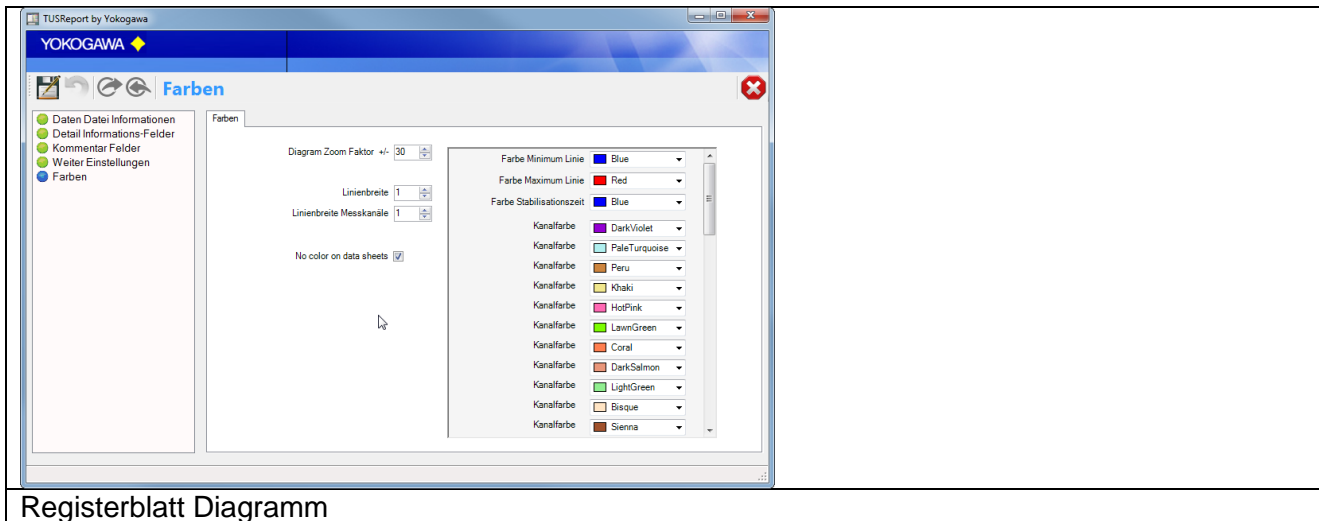 TUSReport by Yokogawa
YOKOGAWA
Farben
Daten Datei Informationen
Detail Informations-Felder
Kommentar Felder
Weiter Einstellungen
Farben
Farben
Diagram Zoom Faktor +/- 30
Linienbreite 1
Linienbreite Messkanäle 1
No color on data sheets
Farbe Minimum Linie Blue
Farbe Maximum Linie Red
Farbe Stabilisationszeit Blue
Kanalfarbe DarkViolet
Kanalfarbe PaleTurquoise
Kanalfarbe Peru
Kanalfarbe Khaki
Kanalfarbe HotPink
Kanalfarbe LawnGreen
Kanalfarbe Coral
Kanalfarbe DarkSalmon
Kanalfarbe LightGreen
Kanalfarbe Bisque
Kanalfarbe Sienna
Registerblatt Diagramm